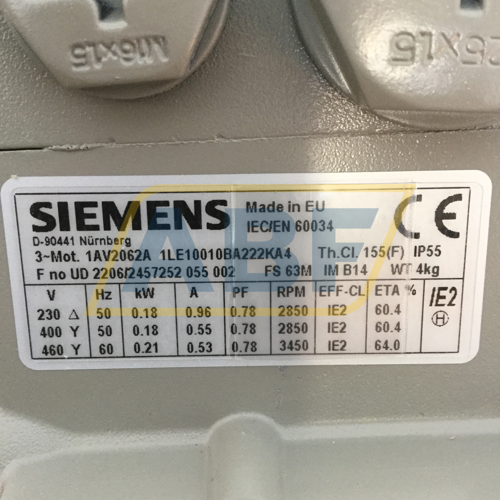 M16x1.5
25x1.5
SIEMENS
Made in EU
IEC/EN 60034
CE
D-90441 Nürnberg
3~Mot. 1AV2062A 1LE10010BA222KA4 Th.Cl. 155(F) IP55
F no UD 2206/2457252 055 002 FS 63M IM B14 WT 4kg
V Hz kW A PF RPM EFF-CL ETA % IE2
230 Δ 50 0.18 0.96 0.78 2850 IE2 60.4
400 Y 50 0.18 0.55 0.78 2850 IE2 60.4
460 Y 60 0.21 0.53 0.78 3450 IE2 64.0
H
ABF